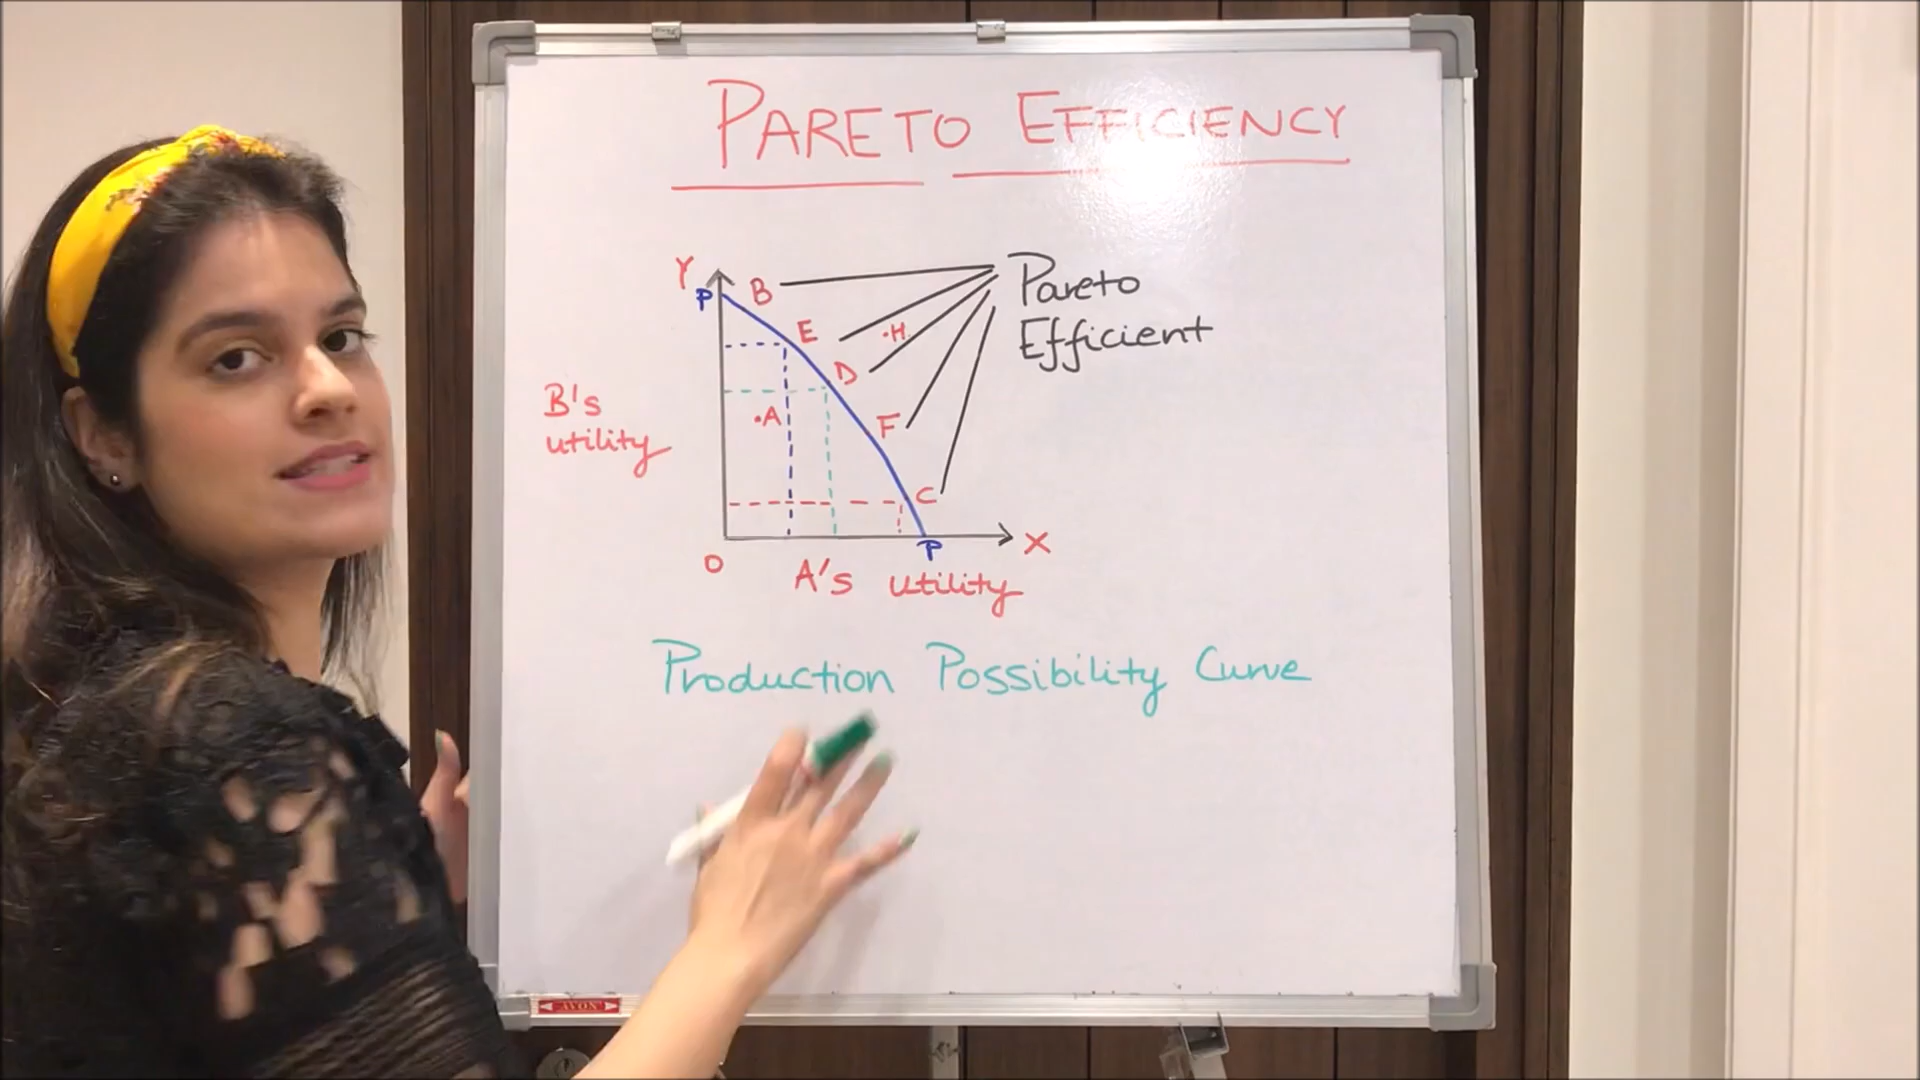 PARETO EFFICIENCY
Y
P
B
Pareto
Efficient
E
.H
D
B's
utility
.A
F
C
O
P
X
A's utility
Production Possibility Curve
AVON